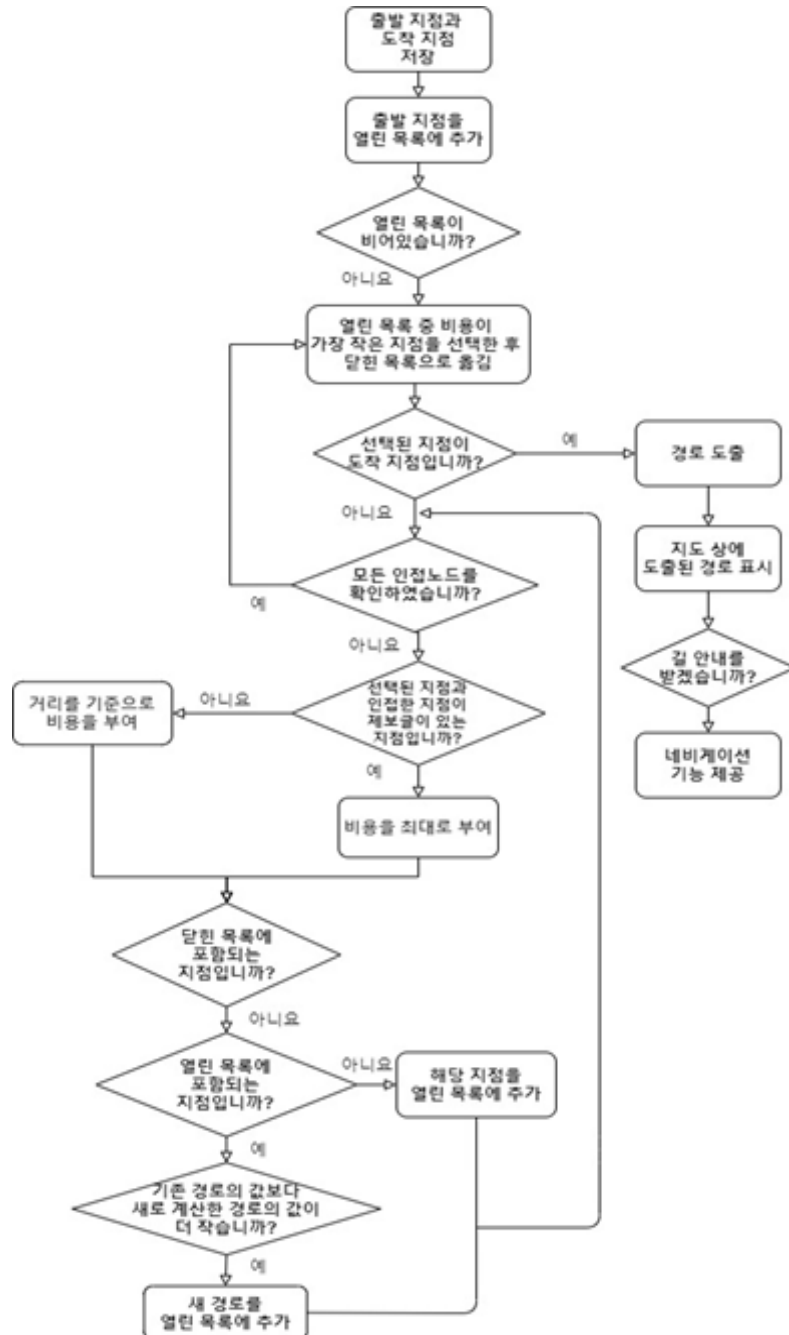 출발 지점과
도착 지점
저장
출발 지점을
열린 목록에 추가
열린 목록이
비어있습니까?
아니요
열린 목록 중 비용이
가장 작은 지점을 선택한 후
닫힌 목록으로 옮김
선택된 지점이
도착 지점입니까?
예
경로 도출
아니요
지도 상에
도출된 경로 표시
모든 인접노드를
확인하였습니까?
예
아니요
길 안내를
받겠습니까?
선택된 지점과
인접한 지점이
제보글이 있는
지점입니까?
아니요
거리를 기준으로
비용을 부여
네비게이션
기능 제공
예
비용을 최대로 부여
닫힌 목록에
포함되는
지점입니까?
아니요
열린 목록에
포함되는
지점입니까?
아니요
해당 지점을
열린 목록에 추가
예
기존 경로의 값보다
새로 계산한 경로의 값이
더 작습니까?
예
새 경로를
열린 목록에 추가